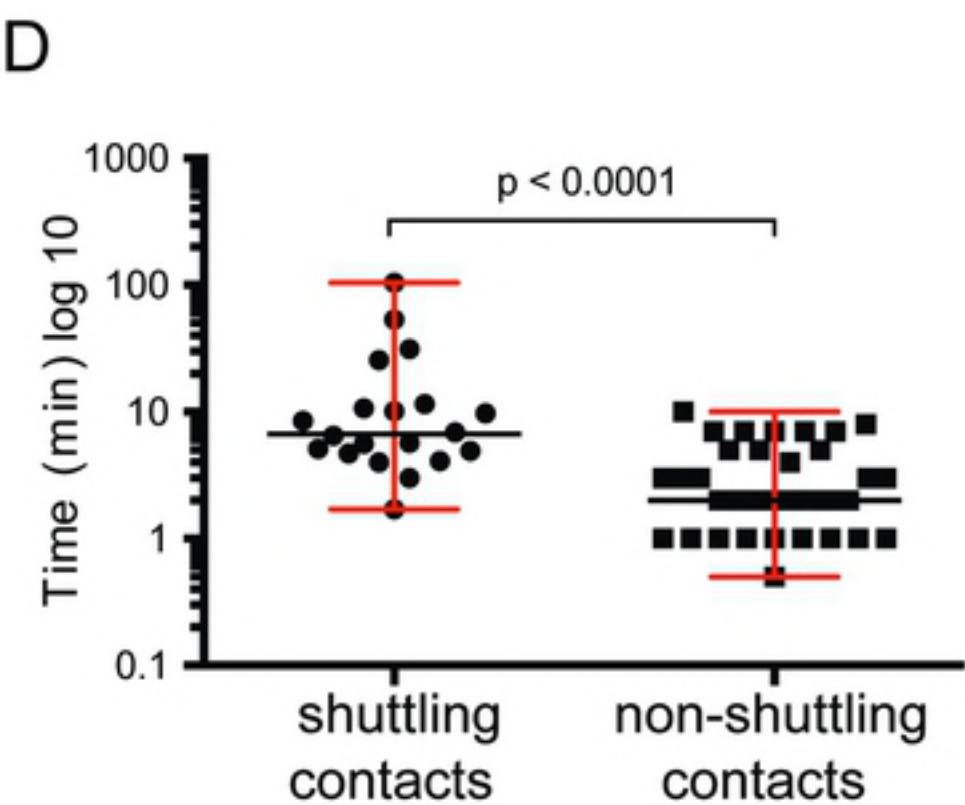 D
1000
p < 0.0001
100
10
1
0.1
Time (min) log 10
shuttling
contacts
non-shuttling
contacts